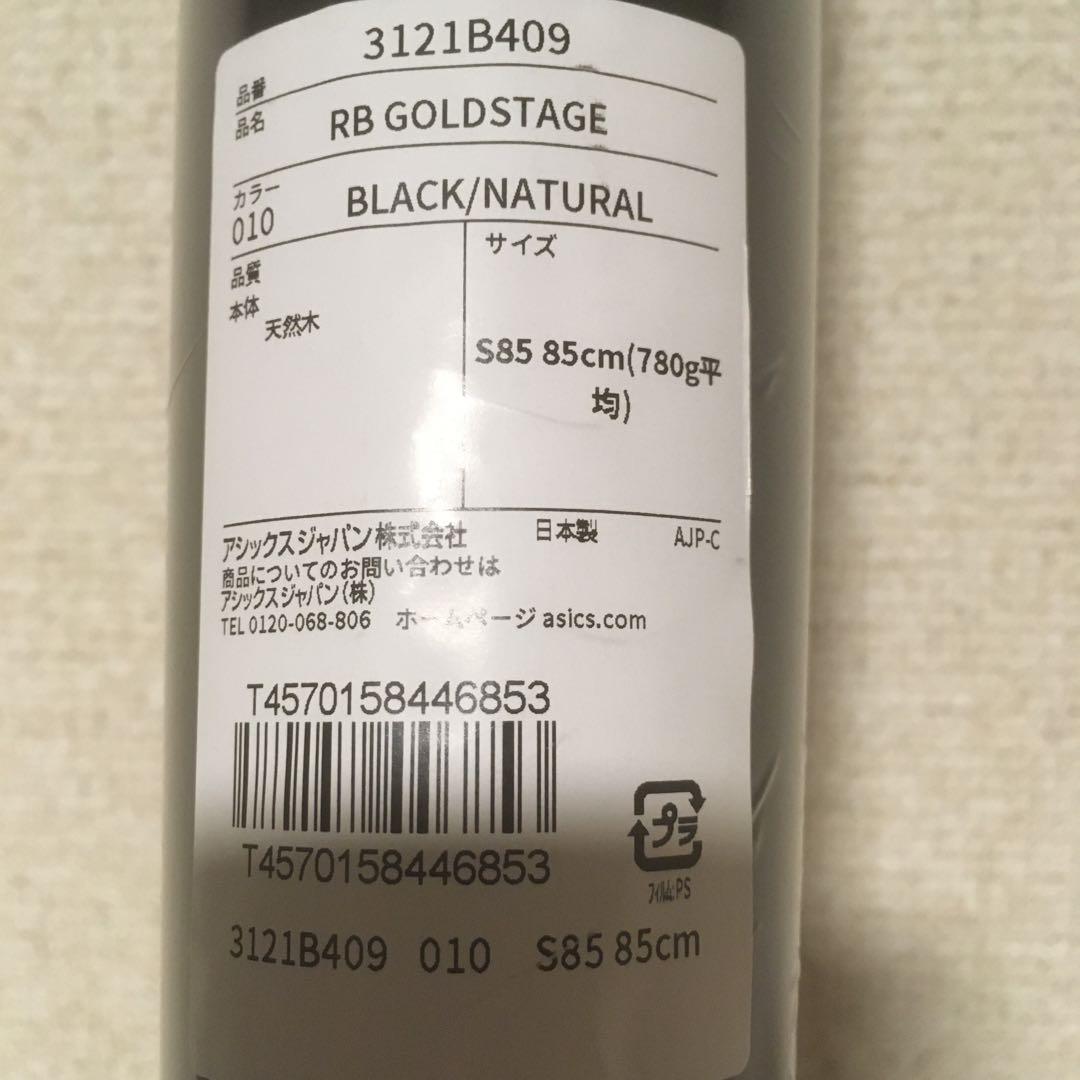 3121B409
品番
品名 RB GOLDSTAGE
カラー
010 BLACK/NATURAL
品質
本体
天然木
サイズ
S85 85cm(780g平
均)
アシックスジャパン株式会社 日本製 AJP-C
商品についてのお問い合わせは
アシックスジャパン(株)
TEL 0120-068-806 ホームページ asics.com
T4570158446853
T4570158446853
プラ
フィルム:PS
3121B409 010 S85 85cm